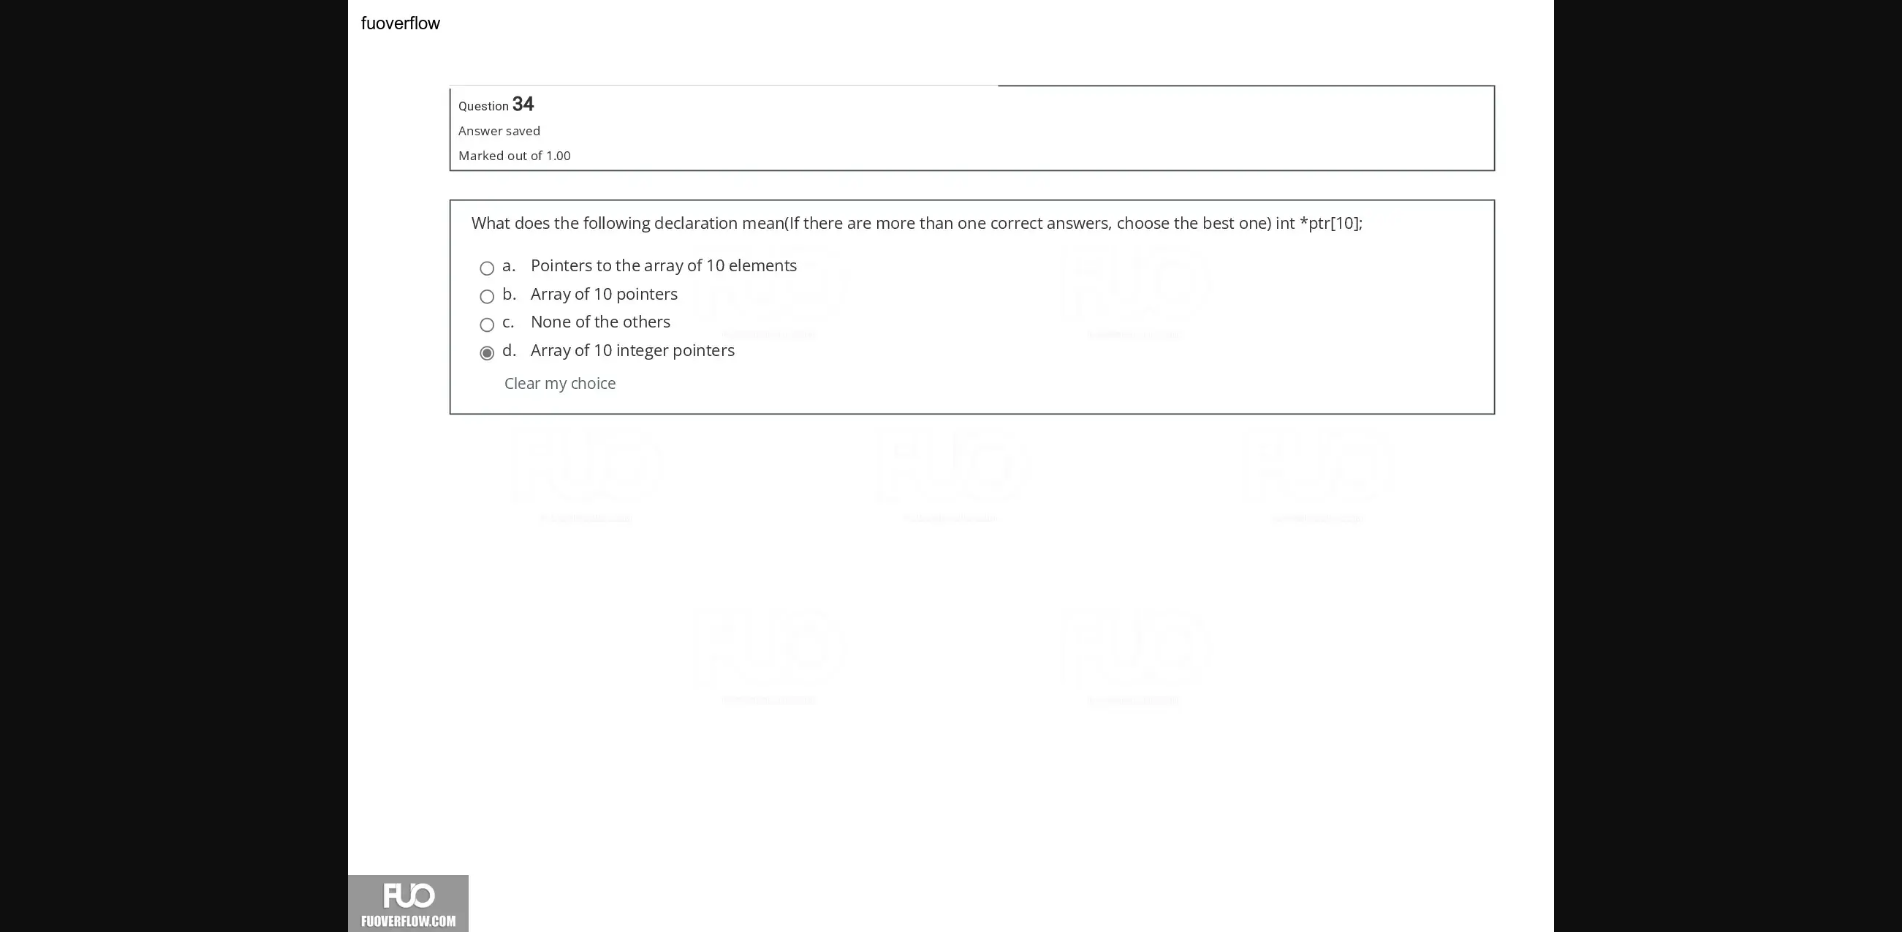 fuoverflow
Question 34
Answer saved
Marked out of 1.00
What does the following declaration mean(If there are more than one correct answers, choose the best one) int *ptr[10];
a. Pointers to the array of 10 elements
b. Array of 10 pointers
c. None of the others
d. Array of 10 integer pointers
Clear my choice
FUO
FUOVERFLOW.COM